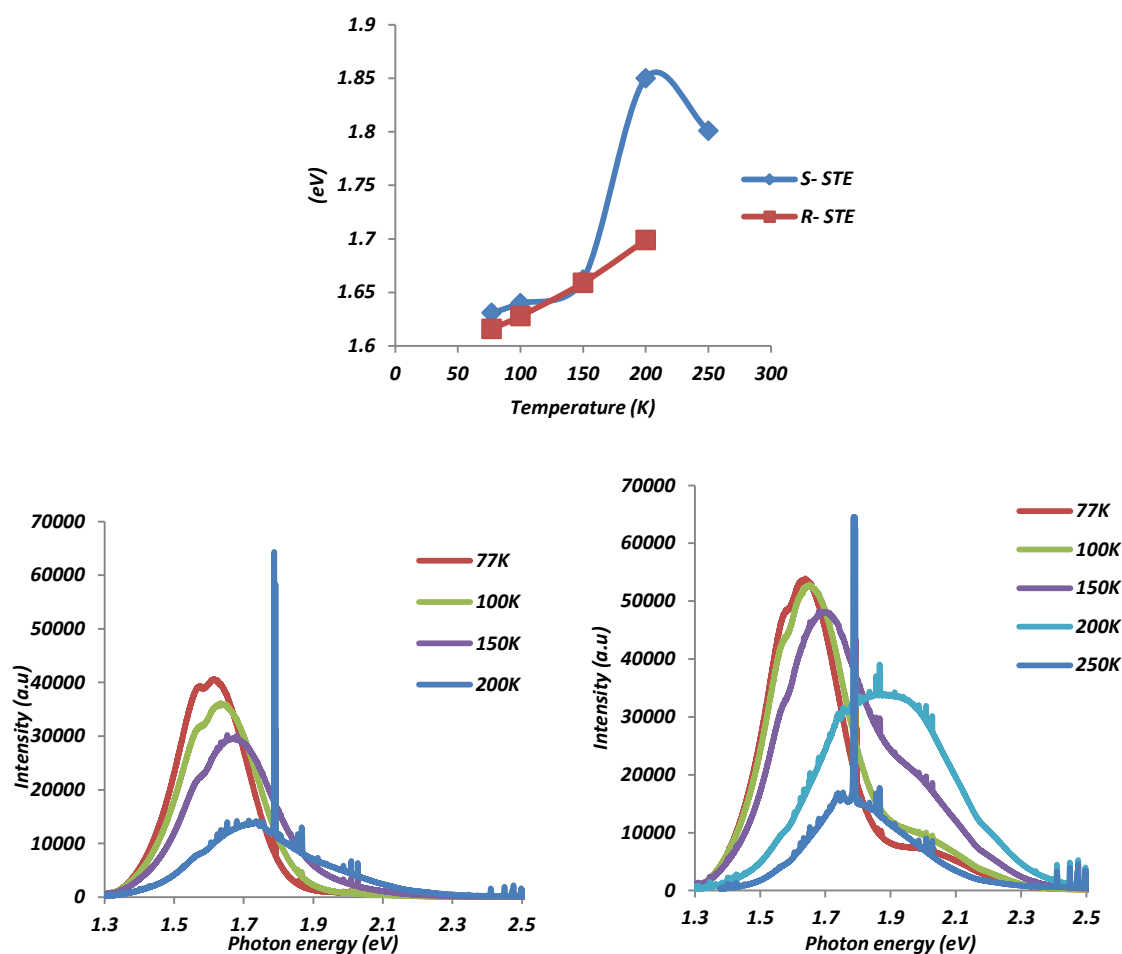 1.9
1.85
1.8
1.75
1.7
1.65
1.6
(eV)
0
50
100
150
200
250
300
Temperature (K)
S- STE
R- STE
70000
60000
50000
40000
30000
20000
10000
0
Intensity (a.u)
1.3
1.5
1.7
1.9
2.1
2.3
2.5
Photon energy (eV)
77K
100K
150K
200K
70000
60000
50000
40000
30000
20000
10000
0
Intensity (a.u)
1.3
1.5
1.7
1.9
2.1
2.3
2.5
Photon energy (eV)
77K
100K
150K
200K
250K